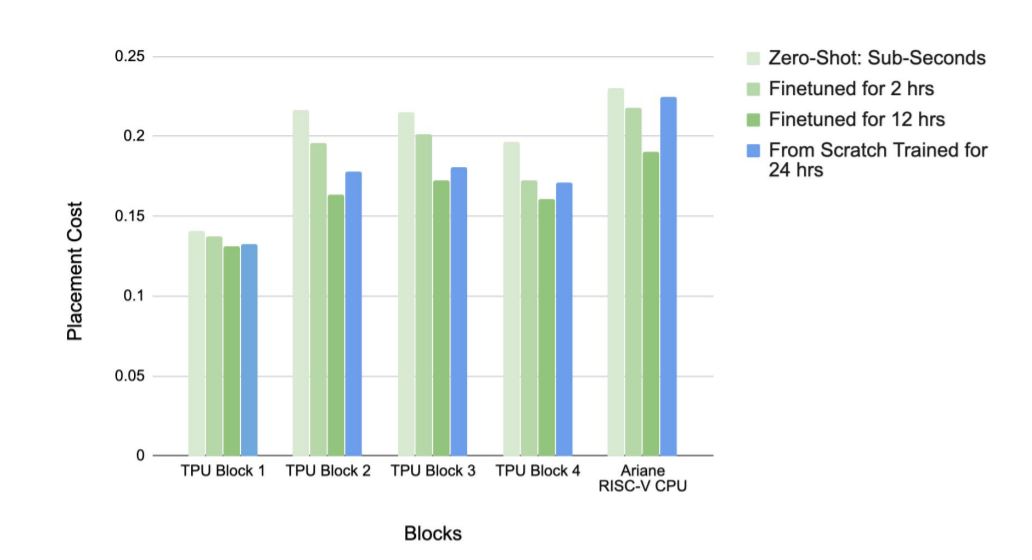 0.25
0.2
0.15
0.1
0.05
0
Placement Cost
TPU Block 1
TPU Block 2
TPU Block 3
TPU Block 4
Ariane
RISC-V CPU
Blocks
Zero-Shot: Sub-Seconds
Finetuned for 2 hrs
Finetuned for 12 hrs
From Scratch Trained for
24 hrs